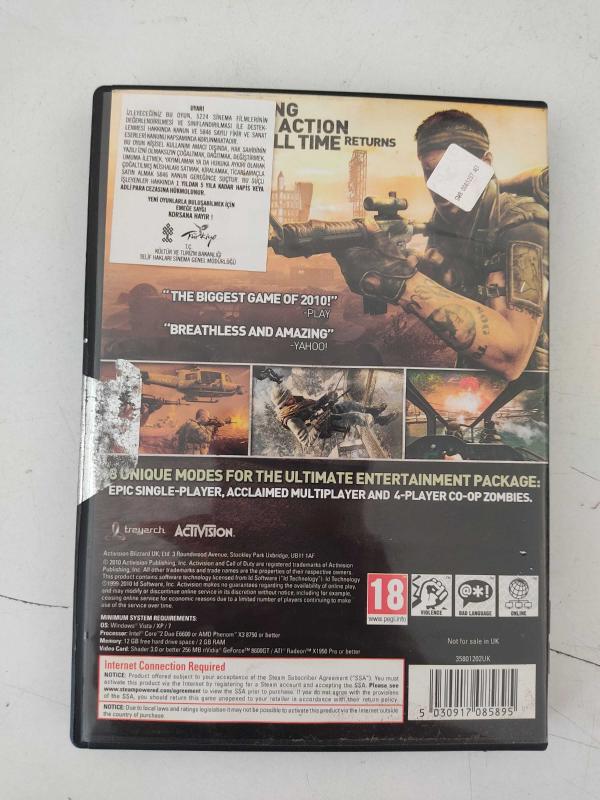 UYARI
İZLEYECEĞİNİZ BU OYUN, 5224 SİNEMA FİLMLERİNİN
DEĞERLENDİRİLMESİ VE SINIFLANDIRILMASI İLE DESTEK-
LENMESİ HAKKINDA KANUN VE 5846 SAYILI FİKİR VE SANAT
ESERLERİ KANUNU KAPSAMINDA KORUNMAKTADIR.
BU OYUN KİŞİSEL KULLANIM AMACI DIŞINDA, HAK SAHİBİNİN
YAZILI İZNİ OLMAKSIZIN ÇOĞALTMAK, DAĞITMAK, DEĞİŞTİRMEK,
UMUMA İLETMEK, YAYIMLAMAK YA DA HUKUKA AYKIRI OLARAK
ÇOĞALTILMIŞ NÜSHALARI SATMAK, KİRALAMAK, TİCARİ AMAÇLA
SATIN ALMAK 5846 KANUN GEREĞİNCE SUÇTUR. BU SUÇU
İŞLEYENLER HAKKINDA 1 YILDAN 5 YILA KADAR HAPİS VEYA
ADLİ PARA CEZASINA HÜKMOLUNUR.
YENİ OYUNLARLA BULUŞABİLMEK İÇİN
EMEĞE SAYGI
KORSANA HAYIR !
Türkiye
T.C.
KÜLTÜR VE TURİZM BAKANLIĞI
TELİF HAKLARI SİNEMA GENEL MÜDÜRLÜĞÜ
NG
ACTION
LL TIME RETURNS
"THE BIGGEST GAME OF 2010!"
-PLAY
"BREATHLESS AND AMAZING"
-YAHOO!
8 UNIQUE MODES FOR THE ULTIMATE ENTERTAINMENT PACKAGE:
EPIC SINGLE-PLAYER, ACCLAIMED MULTIPLAYER AND 4-PLAYER CO-OP ZOMBIES.
treyarch ACTIVISION
Activision Blizzard UK, Ltd 3 Roundwood Avenue, Stockley Park Uxbridge, UB11 1AF
© 2010 Activision Publishing, Inc. Activision and Call of Duty are registered trademarks of Activision
Publishing, Inc. All other trademarks and trade names are the properties of their respective owners.
This product contains software technology licensed from Id Software ("Id Technology"). Id Technology
©1999-2010 Id Software, Inc. Activision makes no guarantees regarding the availability of online play,
and may modify or discontinue online service in its discretion without notice, including for example,
ceasing online service for economic reasons due to a limited number of players continuing to make
use of the service over time.
18
www.pegi.info
VIOLENCE
BAD LANGUAGE
ONLINE
MINIMUM SYSTEM REQUIREMENTS:
OS: Windows® Vista / XP / 7
Processor: Intel® Core™2 Duo E6600 or AMD Phenom™ X3 8750 or better
Memory: 12 GB free hard drive space / 2 GB RAM
Video Card: Shader 3.0 or better 256 MB nVidia® GeForce® 8600GT / ATI® Radeon® X1950 Pro or better
Not for sale in UK
35801202UK
Internet Connection Required
NOTICE: Product offered subject to your acceptance of the Steam Subscriber Agreement ("SSA"). You must
activate this product via the Internet by registering for a Steam account and accepting the SSA. Please see
www.steampowered.com/agreement to view the SSA prior to purchase. If you do not agree with the provisions
of the SSA, you should return this game unopened to your retailer in accordance with their return policy.
NOTICE: Due to local laws and ratings legislation it may not be possible to activate this product via the internet outside
the country of purchase.
5 030917 085895